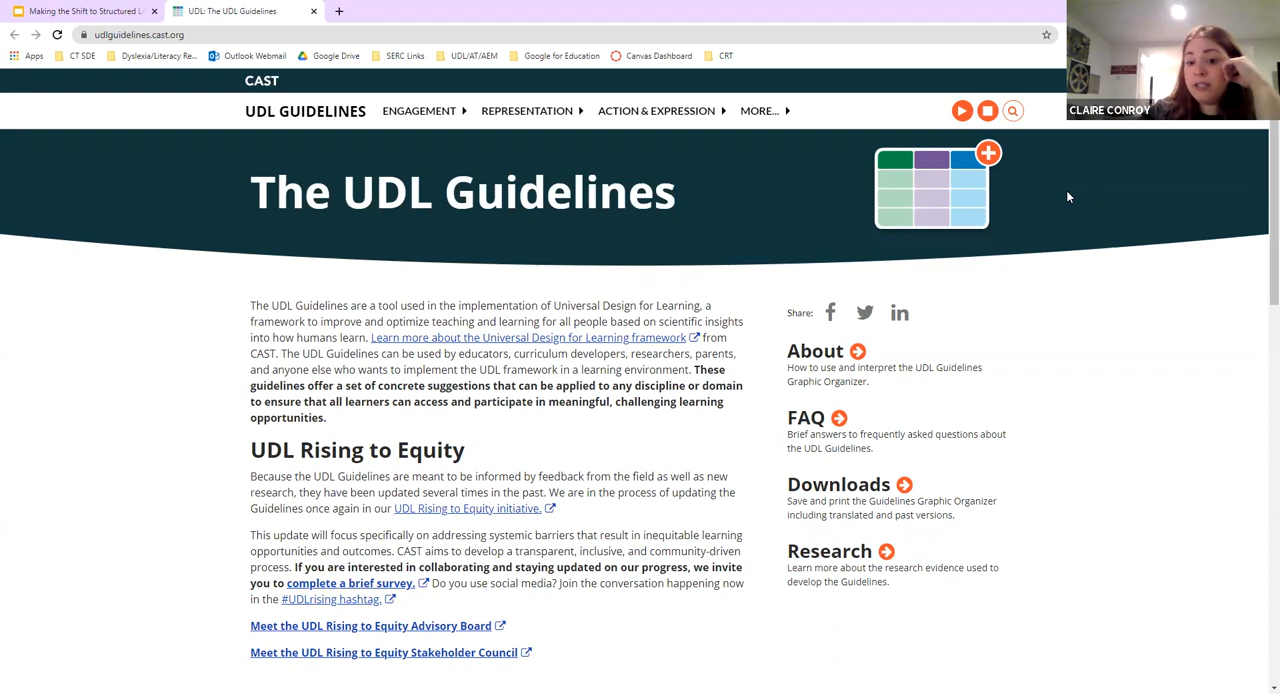 Making the Shift to Structured L
UDL: The UDL Guidelines
udlguidelines.cast.org
Apps
CT SDE
Dyslexia/Literacy Re...
Outlook Webmail
Google Drive
SERC Links
UDL/AT/AEM
Google for Education
Canvas Dashboard
CRT
CLAIRE CONROY
CAST
UDL GUIDELINES
ENGAGEMENT
REPRESENTATION
ACTION & EXPRESSION
MORE...
The UDL Guidelines
The UDL Guidelines are a tool used in the implementation of Universal Design for Learning, a
framework to improve and optimize teaching and learning for all people based on scientific insights
into how humans learn. Learn more about the Universal Design for Learning framework from
CAST. The UDL Guidelines can be used by educators, curriculum developers, researchers, parents,
and anyone else who wants to implement the UDL framework in a learning environment. These
guidelines offer a set of concrete suggestions that can be applied to any discipline or domain
to ensure that all learners can access and participate in meaningful, challenging learning
opportunities.
UDL Rising to Equity
Because the UDL Guidelines are meant to be informed by feedback from the field as well as new
research, they have been updated several times in the past. We are in the process of updating the
Guidelines once again in our UDL Rising to Equity initiative.
This update will focus specifically on addressing systemic barriers that result in inequitable learning
opportunities and outcomes. CAST aims to develop a transparent, inclusive, and community-driven
process. If you are interested in collaborating and staying updated on our progress, we invite
you to complete a brief survey. Do you use social media? Join the conversation happening now
in the #UDLrising hashtag.
Meet the UDL Rising to Equity Advisory Board
Meet the UDL Rising to Equity Stakeholder Council
Share:
About
How to use and interpret the UDL Guidelines
Graphic Organizer.
FAQ
Brief answers to frequently asked questions about
the UDL Guidelines.
Downloads
Save and print the Guidelines Graphic Organizer
including translated and past versions.
Research
Learn more about the research evidence used to
develop the Guidelines.